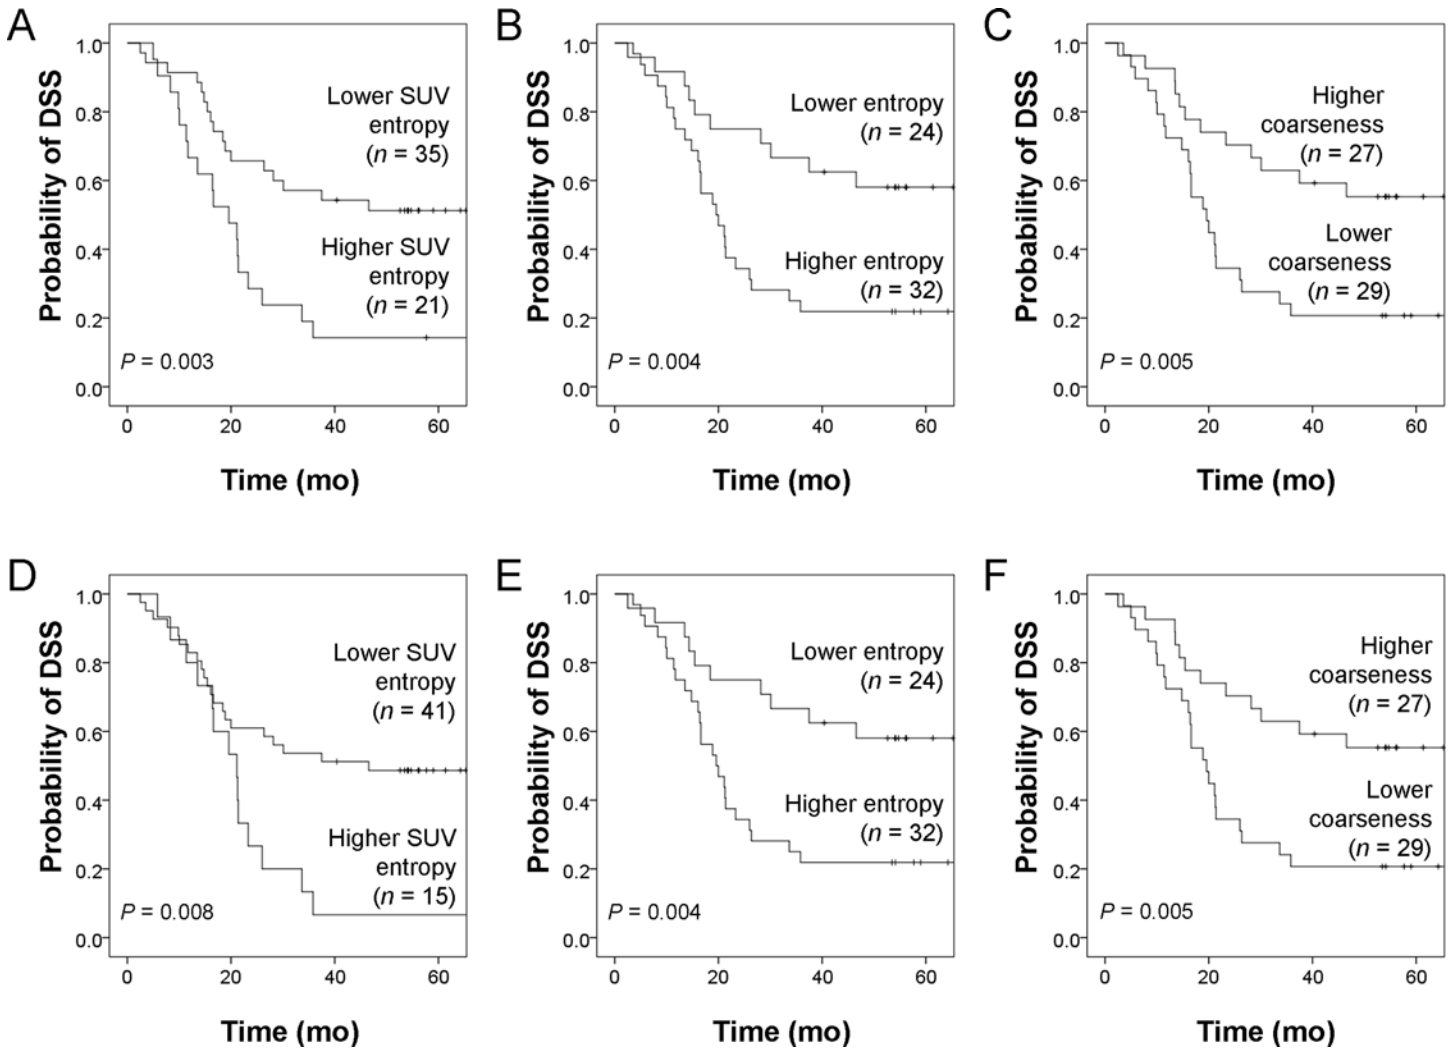 A
Probability of DSS
1.0
0.8
0.6
0.4
0.2
0.0
Lower SUV
entropy
(n = 35)
Higher SUV
entropy
(n = 21)
P = 0.003
0 20 40 60
Time (mo)
B
Probability of DSS
1.0
0.8
0.6
0.4
0.2
0.0
Lower entropy
(n = 24)
Higher entropy
(n = 32)
P = 0.004
0 20 40 60
Time (mo)
C
Probability of DSS
1.0
0.8
0.6
0.4
0.2
0.0
Higher
coarseness
(n = 27)
Lower
coarseness
(n = 29)
P = 0.005
0 20 40 60
Time (mo)
D
Probability of DSS
1.0
0.8
0.6
0.4
0.2
0.0
Lower SUV
entropy
(n = 41)
Higher SUV
entropy
(n = 15)
P = 0.008
0 20 40 60
Time (mo)
E
Probability of DSS
1.0
0.8
0.6
0.4
0.2
0.0
Lower entropy
(n = 24)
Higher entropy
(n = 32)
P = 0.004
0 20 40 60
Time (mo)
F
Probability of DSS
1.0
0.8
0.6
0.4
0.2
0.0
Higher
coarseness
(n = 27)
Lower
coarseness
(n = 29)
P = 0.005
0 20 40 60
Time (mo)